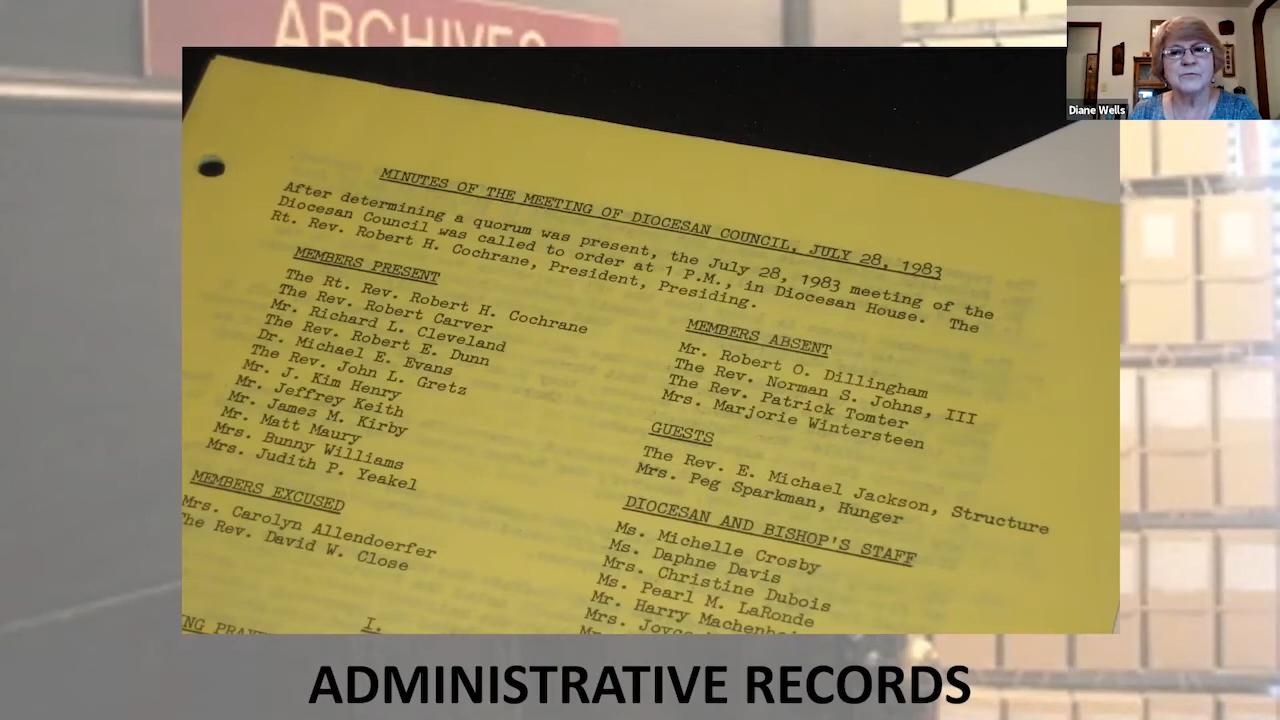 ARCHIVES
Diane Wells
MINUTES OF THE MEETING OF DIOCESAN COUNCIL, JULY 28, 1983
After determining a quorum was present, the July 28, 1983 meeting of the
Diocesan Council was called to order at 1 P.M., in Diocesan House. The
Rt. Rev. Robert H. Cochrane, President, Presiding.
MEMBERS PRESENT
The Rt. Rev. Robert H. Cochrane
The Rev. Robert Carver
Mr. Richard L. Cleveland
The Rev. Robert E. Dunn
Dr. Michael E. Evans
The Rev. John L. Gretz
Mr. J. Kim Henry
Mr. Jeffrey Keith
Mr. James M. Kirby
Mr. Matt Maury
Mrs. Bunny Williams
Mrs. Judith P. Yeakel
MEMBERS EXCUSED
Mrs. Carolyn Allendoerfer
The Rev. David W. Close
I.
MEMBERS ABSENT
Mr. Robert O. Dillingham
The Rev. Norman S. Johns, III
The Rev. Patrick Tomter
Mrs. Marjorie Wintersteen
GUESTS
The Rev. E. Michael Jackson, Structure
Mrs. Peg Sparkman, Hunger
DIOCESAN AND BISHOP'S STAFF
Ms. Michelle Crosby
Ms. Daphne Davis
Mrs. Christine Dubois
Ms. Pearl M. LaRonde
Mr. Harry
Mrs. Joyce
ADMINISTRATIVE RECORDS